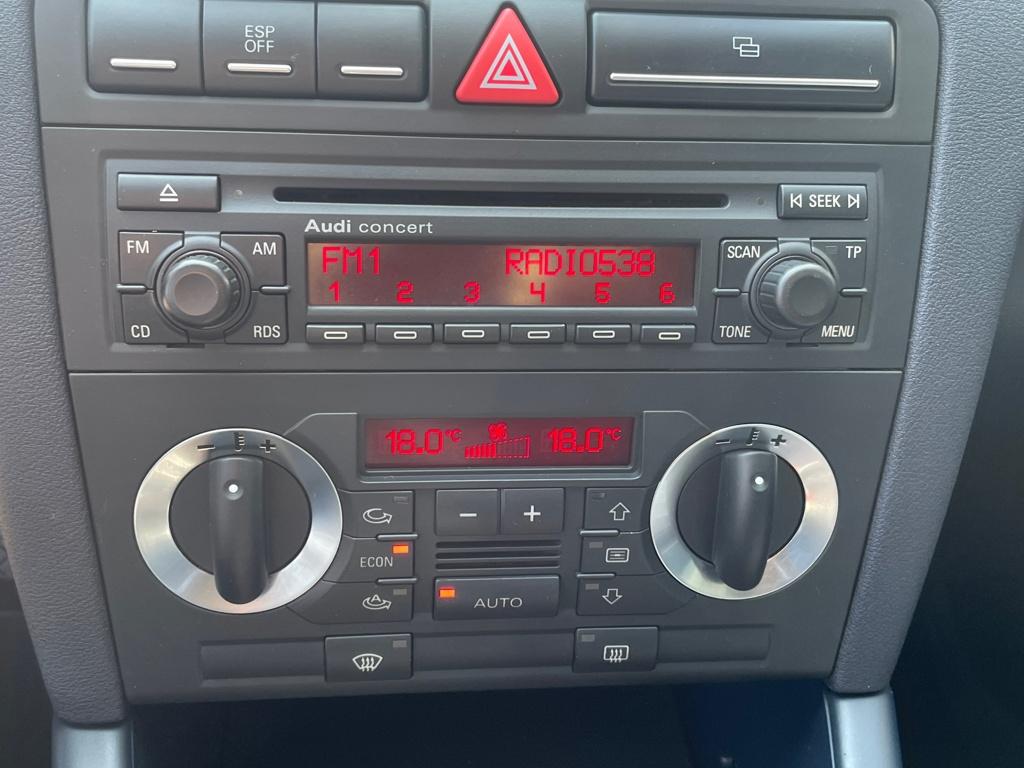 ESP
OFF
SEEK
Audi concert
FM
AM
CD
RDS
FM1 RADIO538
1 2 3 4 5 6
SCAN
TP
TONE
MENU
18.0°C 18.0°C
- +
- +
- +
ECON
A
AUTO